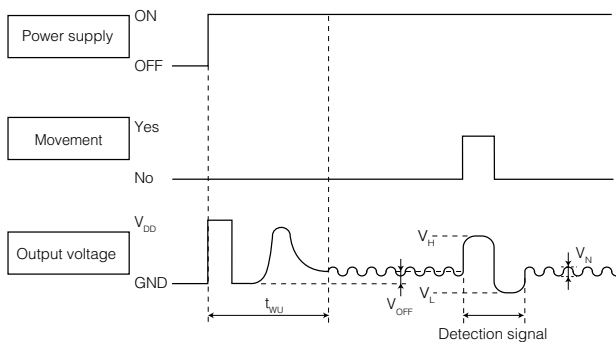 Power supply
ON
OFF
Movement
Yes
No
Output voltage
V_DD
GND
V_H
V_L
V_N
V_OFF
t_WU
Detection signal